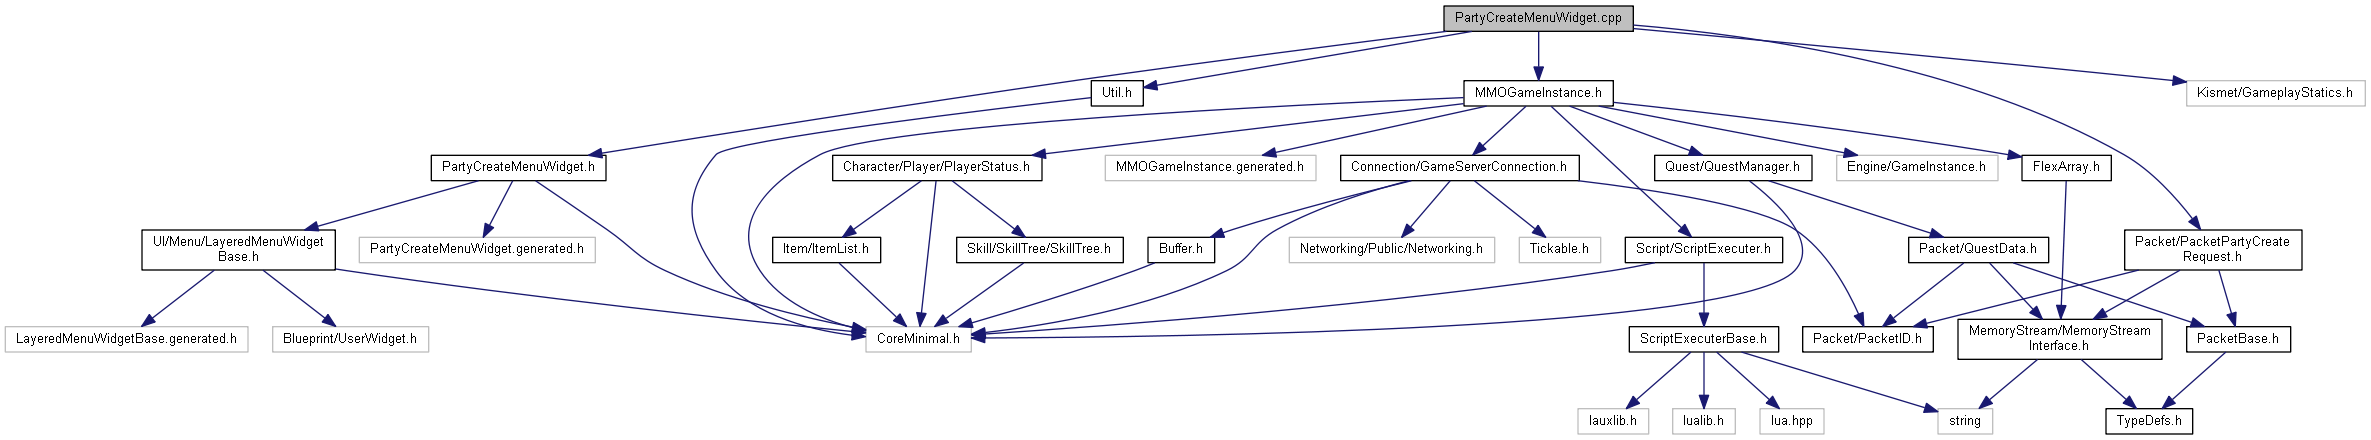 PartyCreateMenuWidget.cpp
Util.h
MMOGameInstance.h
Kismet/GameplayStatics.h
PartyCreateMenuWidget.h
Character/Player/PlayerStatus.h
MMOGameInstance.generated.h
Connection/GameServerConnection.h
Quest/QuestManager.h
Engine/GameInstance.h
FlexArray.h
UI/Menu/LayeredMenuWidget
Base.h
PartyCreateMenuWidget.generated.h
Item/ItemList.h
Skill/SkillTree/SkillTree.h
Buffer.h
Networking/Public/Networking.h
Tickable.h
Script/ScriptExecuter.h
Packet/QuestData.h
Packet/PacketPartyCreate
Request.h
LayeredMenuWidgetBase.generated.h
Blueprint/UserWidget.h
CoreMinimal.h
ScriptExecuterBase.h
Packet/PacketID.h
MemoryStream/MemoryStream
Interface.h
PacketBase.h
lauxlib.h
lualib.h
lua.hpp
string
TypeDefs.h